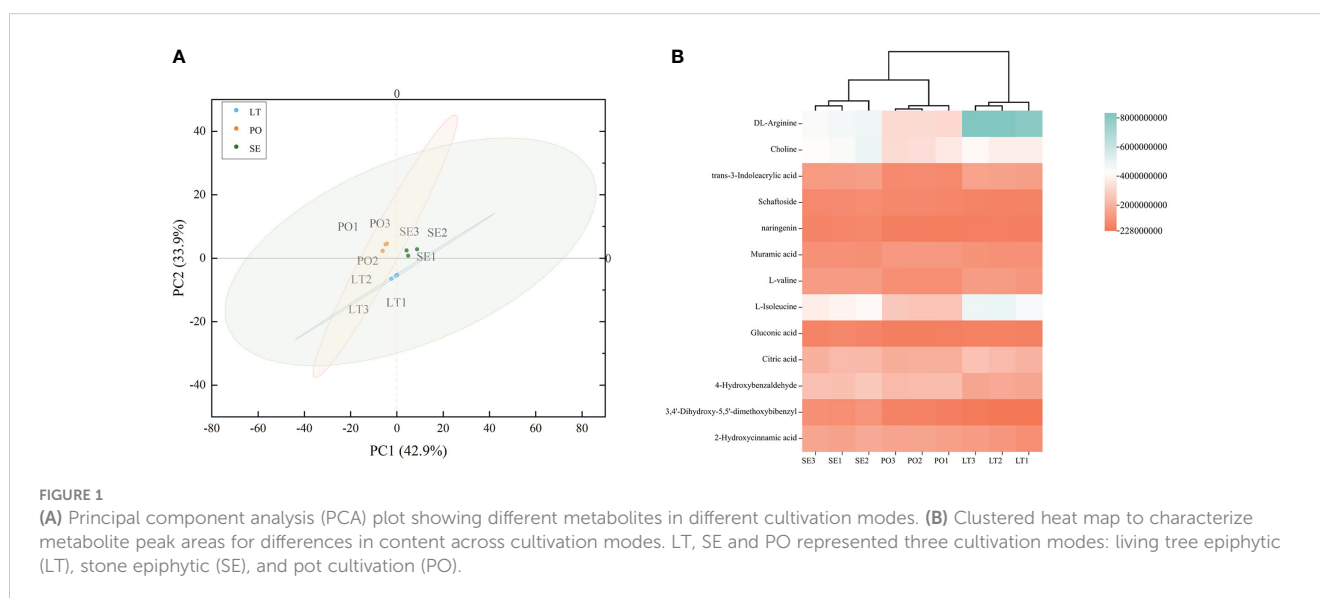 A
B
0
LT
PO
SE
40
20
0
-20
-40
PO1
PO3
SE3
SE2
PO2
SE1
LT2
LT3
LT1
0
-80
-60
-40
-20
0
20
40
60
80
PC2 (33.9%)
PC1 (42.9%)
DL-Arginine
Choline
trans-3-Indoleacrylic acid
Schaftoside
naringenin
Muramic acid
L-valine
L-Isoleucine
Gluconic acid
Citric acid
4-Hydroxybenzaldehyde
3,4'-Dihydroxy-5,5'-dimethoxybibenzyl
2-Hydroxycinnamic acid
SE3 SE1 SE2 PO3 PO2 PO1 LT3 LT2 LT1
8000000000
6000000000
4000000000
2000000000
228000000
FIGURE 1
(A) Principal component analysis (PCA) plot showing different metabolites in different cultivation modes. (B) Clustered heat map to characterize
metabolite peak areas for differences in content across cultivation modes. LT, SE and PO represented three cultivation modes: living tree epiphytic
(LT), stone epiphytic (SE), and pot cultivation (PO).